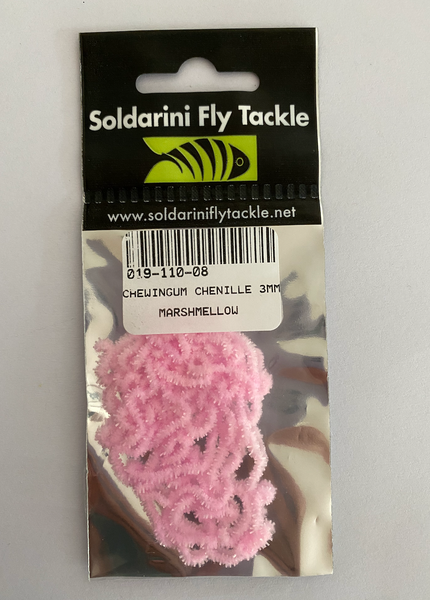 Soldarini Fly Tackle
www.soldariniflytackle.net
019-110-08
CHEWINGUM CHENILLE 3MM
MARSHMELLOW